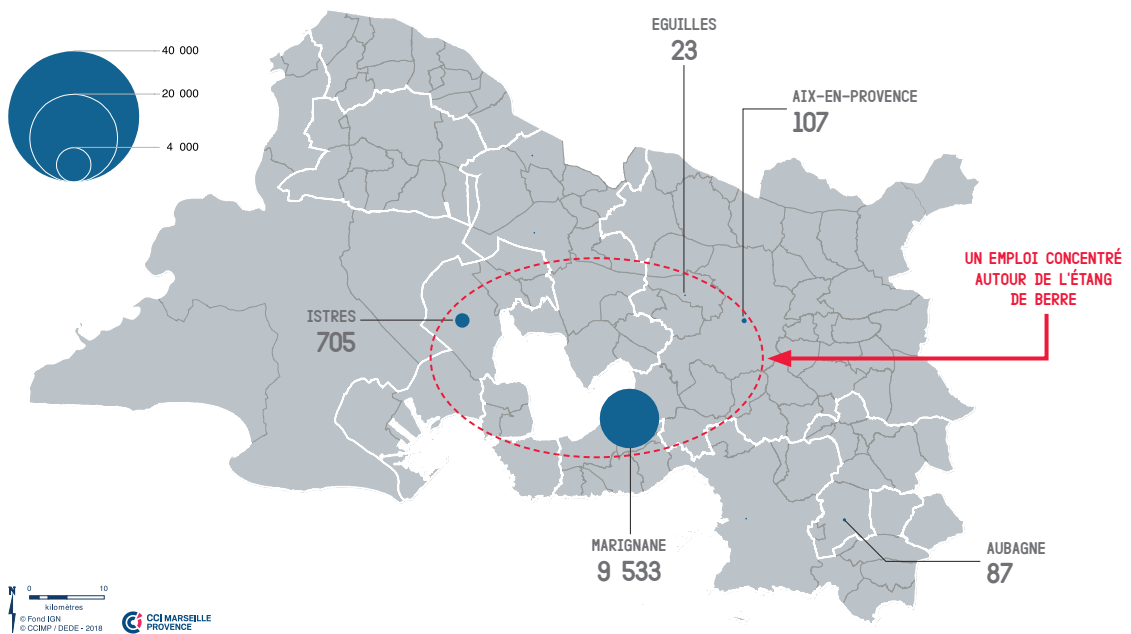 40 000
20 000
4 000
EGUILLES
23
AIX-EN-PROVENCE
107
UN EMPLOI CONCENTRÉ
AUTOUR DE L'ÉTANG
DE BERRE
ISTRES
705
MARIGNANE
9 533
AUBAGNE
87
N
0 10
kilomètres
© Fond IGN
© CCIMP / DEDE - 2018
CCI MARSEILLE
PROVENCE